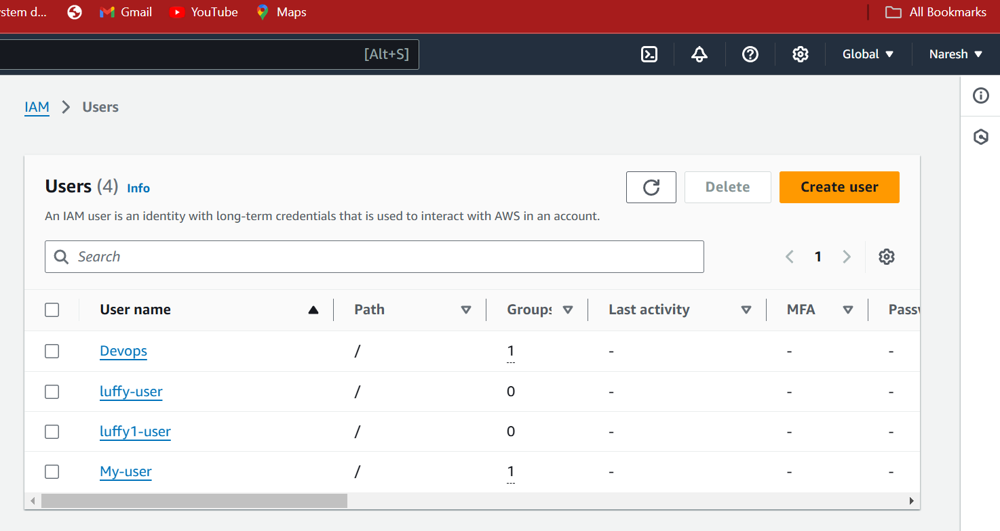 ystem d... Gmail YouTube Maps All Bookmarks
[Alt+S] Global Naresh
IAM > Users
Users (4) Info Delete Create user
An IAM user is an identity with long-term credentials that is used to interact with AWS in an account.
Search 1
User name Path Groups Last activity MFA Passw
Devops / 1 - - -
luffy-user / 0 - - -
luffy1-user / 0 - - -
My-user / 1 - - -